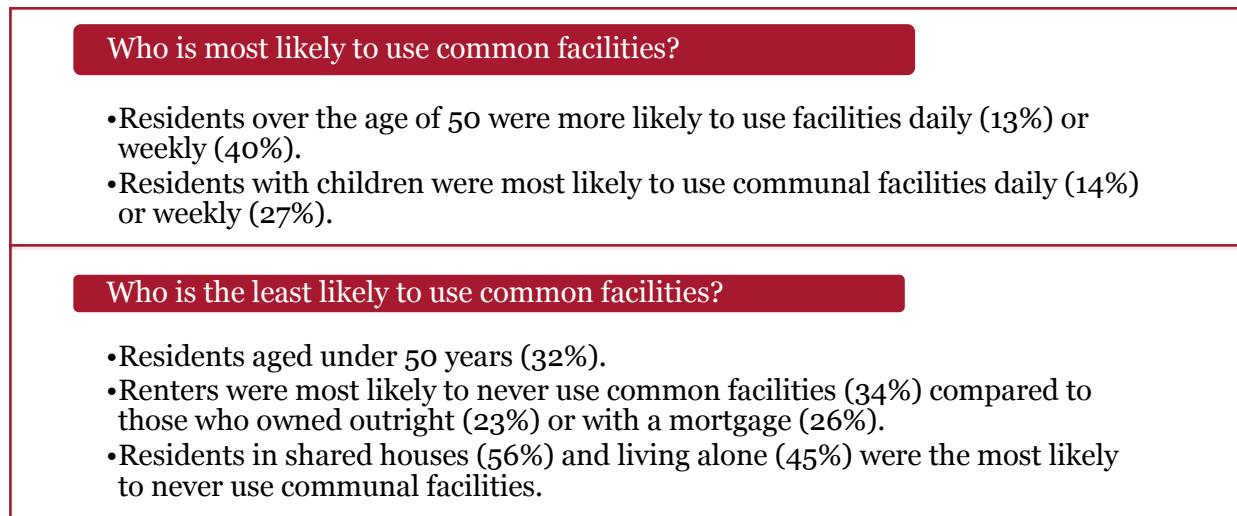 Who is most likely to use common facilities?
•Residents over the age of 50 were more likely to use facilities daily (13%) or
weekly (40%).
•Residents with children were most likely to use communal facilities daily (14%)
or weekly (27%).
Who is the least likely to use common facilities?
•Residents aged under 50 years (32%).
•Renters were most likely to never use common facilities (34%) compared to
those who owned outright (23%) or with a mortgage (26%).
•Residents in shared houses (56%) and living alone (45%) were the most likely
to never use communal facilities.